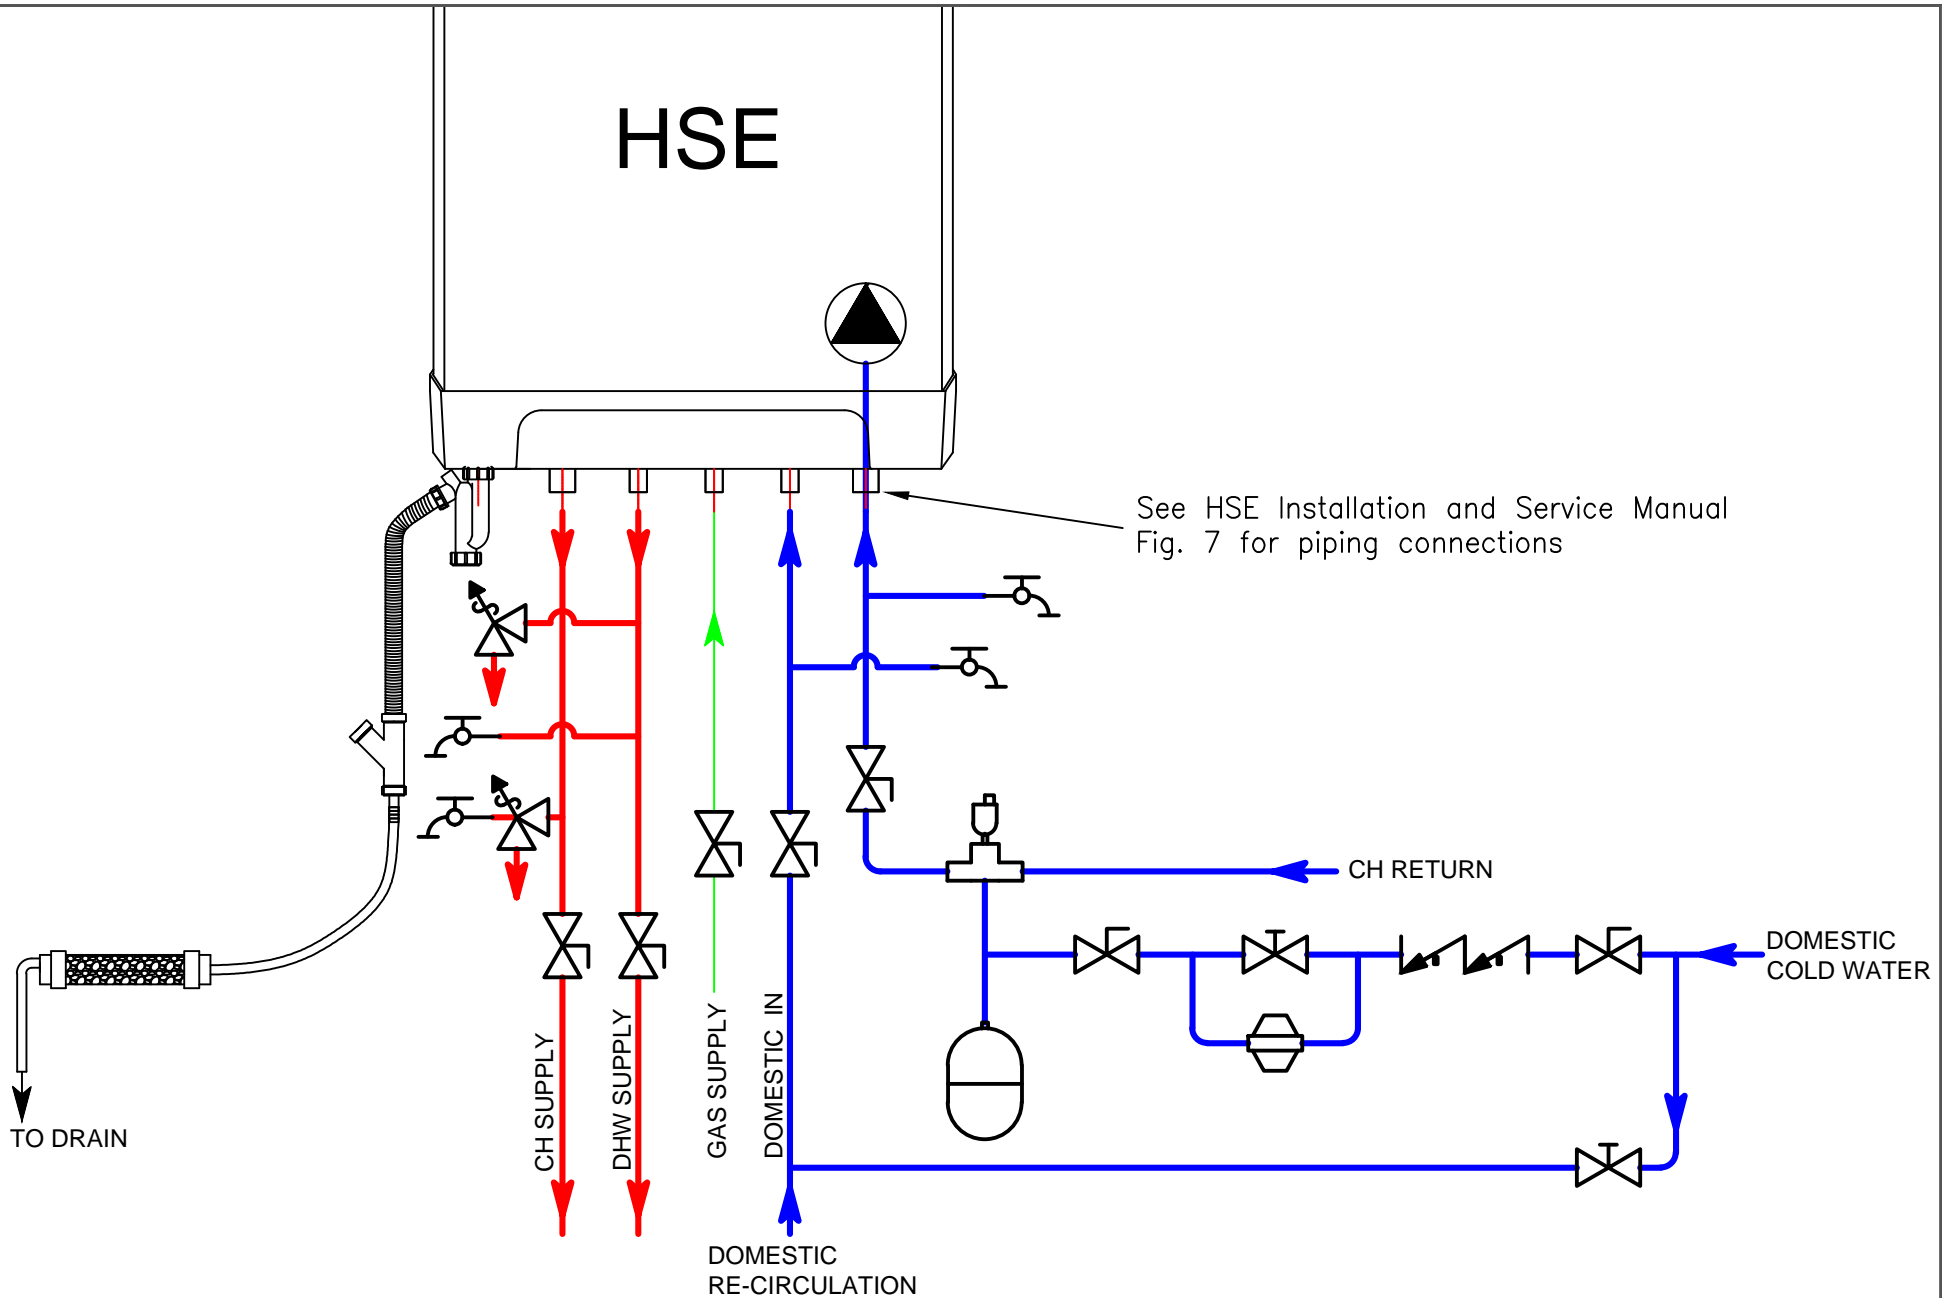 HSE
See HSE Installation and Service Manual
Fig. 7 for piping connections
CH RETURN
DOMESTIC
COLD WATER
TO DRAIN
CH SUPPLY
DHW SUPPLY
GAS SUPPLY
DOMESTIC IN
DOMESTIC
RE-CIRCULATION